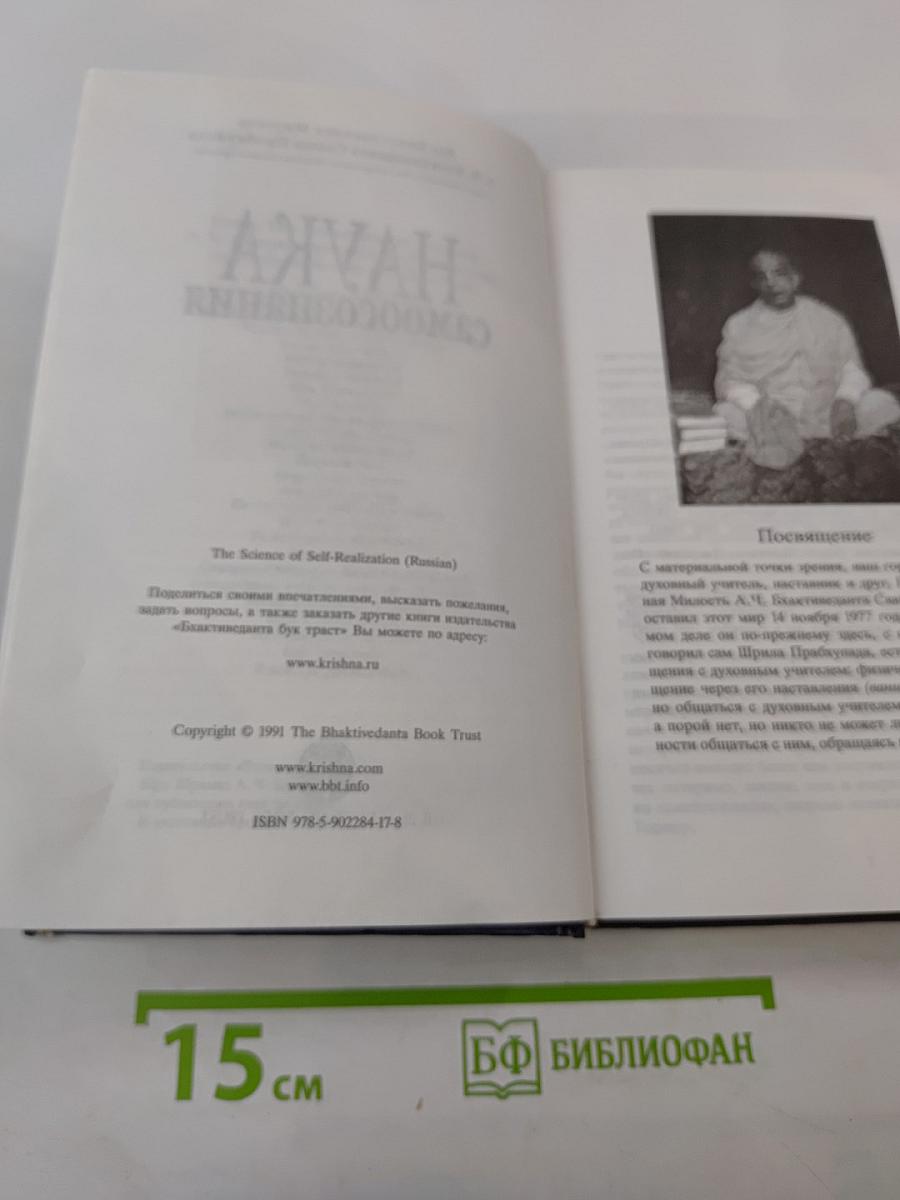 НАУКА
самоосознания
The Science of Self-Realization (Russian)
Поделиться своими впечатлениями, высказать пожелания,
задать вопросы, а также заказать другие книги издательства
«Бхактиведанта бук траст» Вы можете по адресу:
www.krishna.ru
Copyright © 1991 The Bhaktivedanta Book Trust
www.krishna.com
www.bbt.info
ISBN 978-5-902284-17-8
Посвящение
С материальной точки зрения, наш
духовный учитель, наставник и друг,
ная Милость А.Ч. Бхактиведанта
оставил этот мир 14 ноября 1977
мом деле он по-прежнему здесь, с
говорил сам Шрила Прабхупада,
щения с духовным учителем:
щение через его наставления
но общаться с духовным учителем
а порой нет, но никто не может
ности общаться с ним, обращаясь
15 см
БФ БИБЛИОФАН